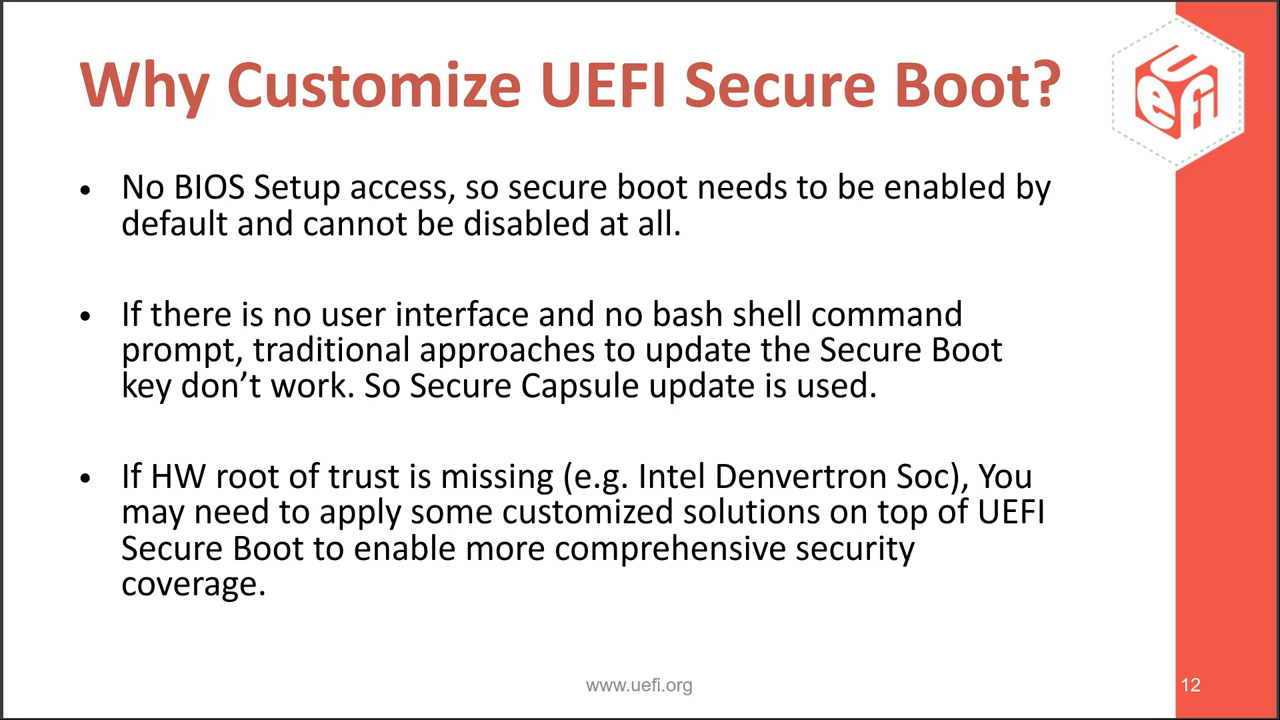 Why Customize UEFI Secure Boot?
uefi
• No BIOS Setup access, so secure boot needs to be enabled by
default and cannot be disabled at all.
• If there is no user interface and no bash shell command
prompt, traditional approaches to update the Secure Boot
key don’t work. So Secure Capsule update is used.
• If HW root of trust is missing (e.g. Intel Denvertron Soc), You
may need to apply some customized solutions on top of UEFI
Secure Boot to enable more comprehensive security
coverage.
www.uefi.org
12